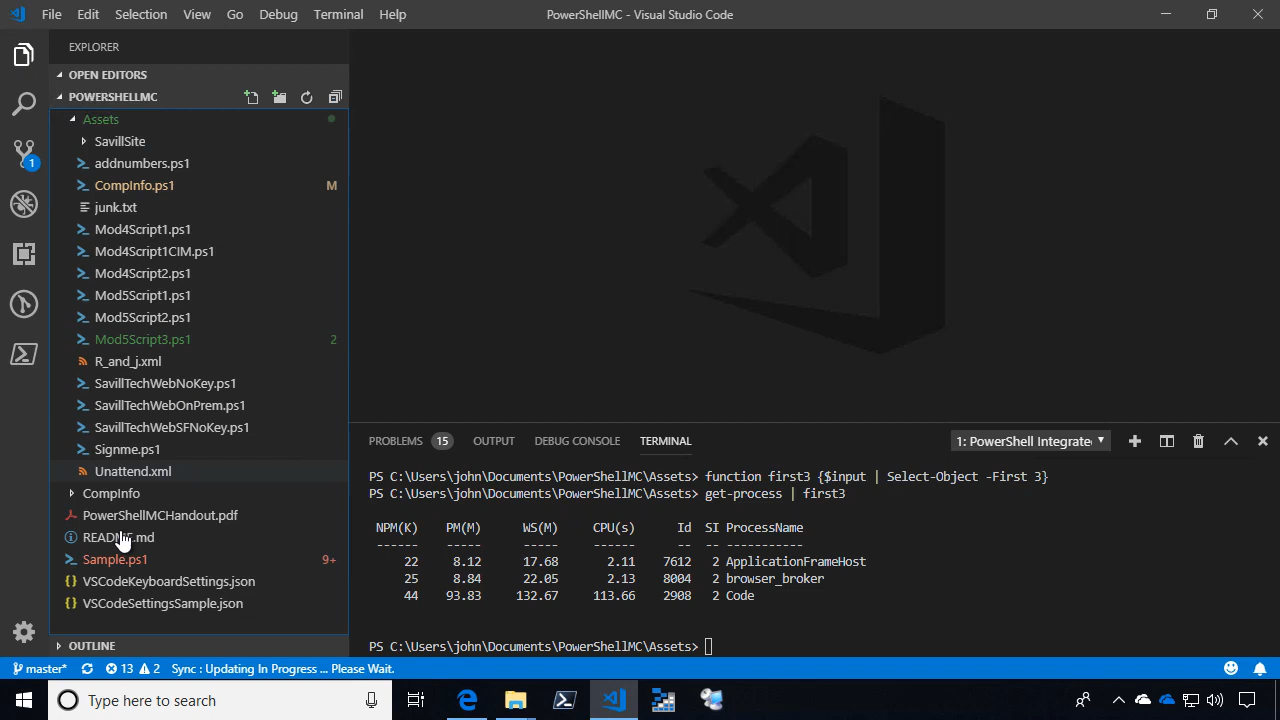 File Edit Selection View Go Debug Terminal Help PowerShellMC - Visual Studio Code
EXPLORER
OPEN EDITORS
POWERSHELLMC
Assets
SavillSite
addnumbers.ps1
CompInfo.ps1 M
junk.txt
Mod4Script1.ps1
Mod4Script1CIM.ps1
Mod4Script2.ps1
Mod5Script1.ps1
Mod5Script2.ps1
Mod5Script3.ps1 2
R_and_j.xml
SavillTechWebNoKey.ps1
SavillTechWebOnPrem.ps1
SavillTechWebSFNoKey.ps1
Signme.ps1
Unattend.xml
CompInfo
PowerShellMCHandout.pdf
README.md
Sample.ps1 9+
VSCodeKeyboardSettings.json
VSCodeSettingsSample.json
OUTLINE
1
PROBLEMS 15 OUTPUT DEBUG CONSOLE TERMINAL 1: PowerShell Integrate
PS C:\Users\john\Documents\PowerShellMC\Assets> function first3 {$input | Select-Object -First 3}
PS C:\Users\john\Documents\PowerShellMC\Assets> get-process | first3
NPM(K) PM(M) WS(M) CPU(s) Id SI ProcessName
------ ----- ----- ------ -- -- -----------
22 8.12 17.68 2.11 7612 2 ApplicationFrameHost
25 8.84 22.05 2.13 8004 2 browser_broker
44 93.83 132.67 113.66 2908 2 Code
PS C:\Users\john\Documents\PowerShellMC\Assets>
master* 13 2 Sync : Updating In Progress ... Please Wait.
Type here to search